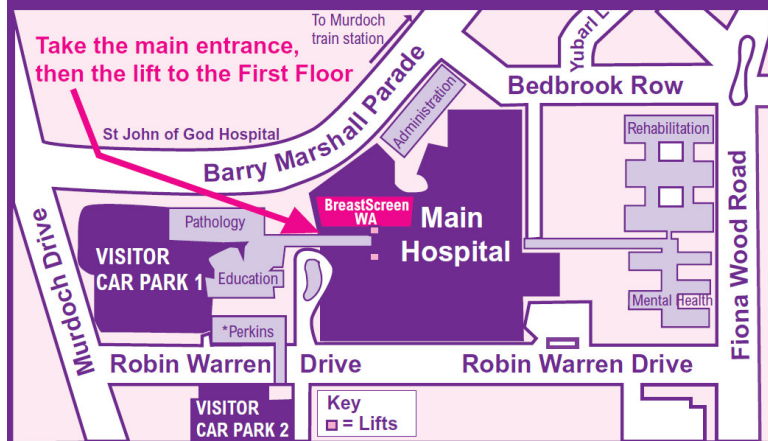 To Murdoch
train station
Take the main entrance,
then the lift to the First Floor
Yubarl L
Bedbrook Row
St John of God Hospital
Barry Marshall Parade
Administration
Rehabilitation
BreastScreen
WA
Main
Hospital
Pathology
VISITOR
CAR PARK 1
Education
Murdoch Drive
Mental Health
Fiona Wood Road
*Perkins
Robin Warren Drive
Robin Warren Drive
VISITOR
CAR PARK 2
Key
= Lifts